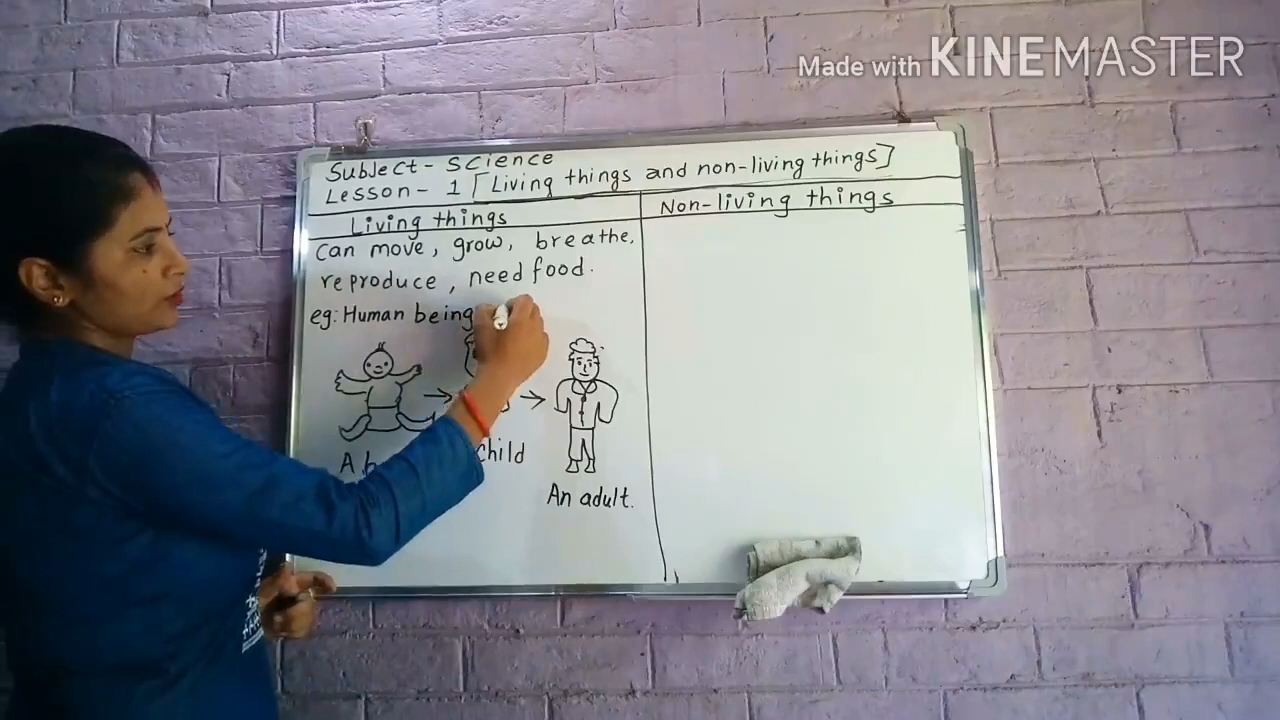 Made with KINEMASTER
Subject - Science
Lesson - 1 [Living things and non-living things]
Living things
Non-living things
Can move, grow, breathe,
reproduce, need food.
eg: Human being
A
child
An adult.